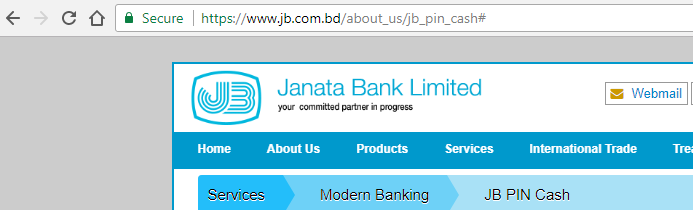 Secure https://www.jb.com.bd/about_us/jb_pin_cash#
JB Janata Bank Limited
your committed partner in progress
Webmail
Home About Us Products Services International Trade Trea
Services Modern Banking JB PIN Cash